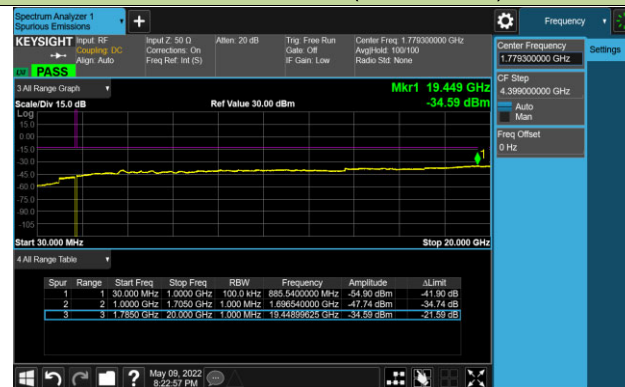 Spectrum Analyzer 1
Spurious Emissions
+
Frequency
KEYSIGHT Input: RF Input Z: 50 Ω Atten: 20 dB Trig: Free Run Center Freq: 1.779300000 GHz
Coupling: DC Corrections: On Gate: Off Avg|Hold: 100/100
Align: Auto Freq Ref: Int (S) IF Gain: Low Radio Std: None
PASS
3 All Range Graph
Mkr1 19.449 GHz
Scale/Div 15.0 dB Ref Value 30.00 dBm -34.59 dBm
Log
15.0
0.00
-15.0
1
-30.0
-45.0
-60.0
-75.0
-90.0
-105
Start 30.000 MHz Stop 20.000 GHz
4 All Range Table
Spur Range Start Freq Stop Freq RBW Frequency Amplitude ΔLimit
1 1 30.000 MHz 1.0000 GHz 100.0 kHz 885.5400000 MHz -54.90 dBm -41.90 dB
2 2 1.0000 GHz 1.7050 GHz 1.000 MHz 1.696540000 GHz -47.74 dBm -34.74 dB
3 3 1.7850 GHz 20.000 GHz 1.000 MHz 19.44899625 GHz -34.59 dBm -21.59 dB
?
May 09, 2022
8:22:57 PM
Center Frequency
1.779300000 GHz
Settings
CF Step
4.399000000 GHz
Auto
Man
Freq Offset
0 Hz